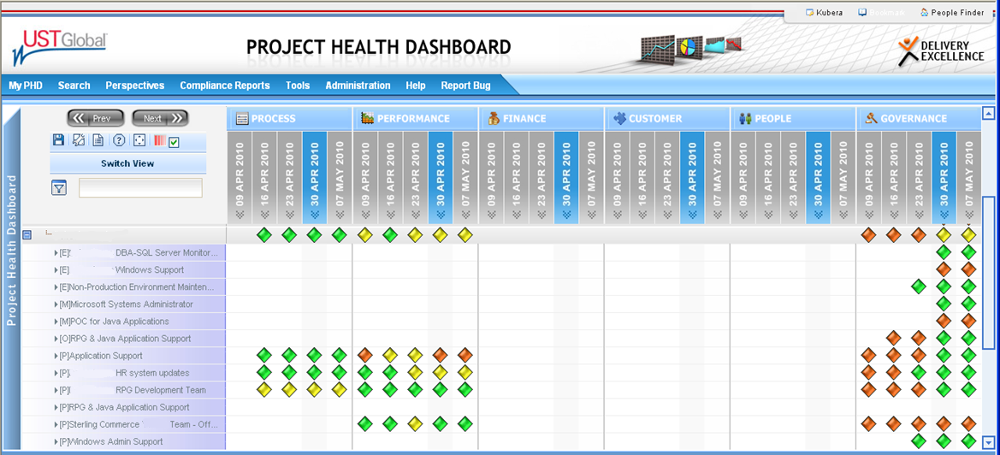 Kubera Bookmark People Finder
USTGlobal
PROJECT HEALTH DASHBOARD
DELIVERY
EXCELLENCE
My PHD Search Perspectives Compliance Reports Tools Administration Help Report Bug
Prev Next
PROCESS PERFORMANCE FINANCE CUSTOMER PEOPLE GOVERNANCE
Switch View
09 APR 2010 16 APR 2010 23 APR 2010 30 APR 2010 07 MAY 2010 09 APR 2010 16 APR 2010 23 APR 2010 30 APR 2010 07 MAY 2010 09 APR 2010 16 APR 2010 23 APR 2010 30 APR 2010 07 MAY 2010 09 APR 2010 16 APR 2010 23 APR 2010 30 APR 2010 07 MAY 2010 09 APR 2010 16 APR 2010 23 APR 2010 30 APR 2010 07 MAY 2010 09 APR 2010 16 APR 2010 23 APR 2010 30 APR 2010 07 MAY 2010
Project Health Dashboard
[E] DBA-SQL Server Monitor...
[E] Windows Support
[E]Non-Production Environment Mainten...
[M]Microsoft Systems Administrator
[M]POC for Java Applications
[O]RPG & Java Application Support
[P]Application Support
[P] HR system updates
[P] RPG Development Team
[P]RPG & Java Application Support
[P]Sterling Commerce Team - Off...
[P]Windows Admin Support